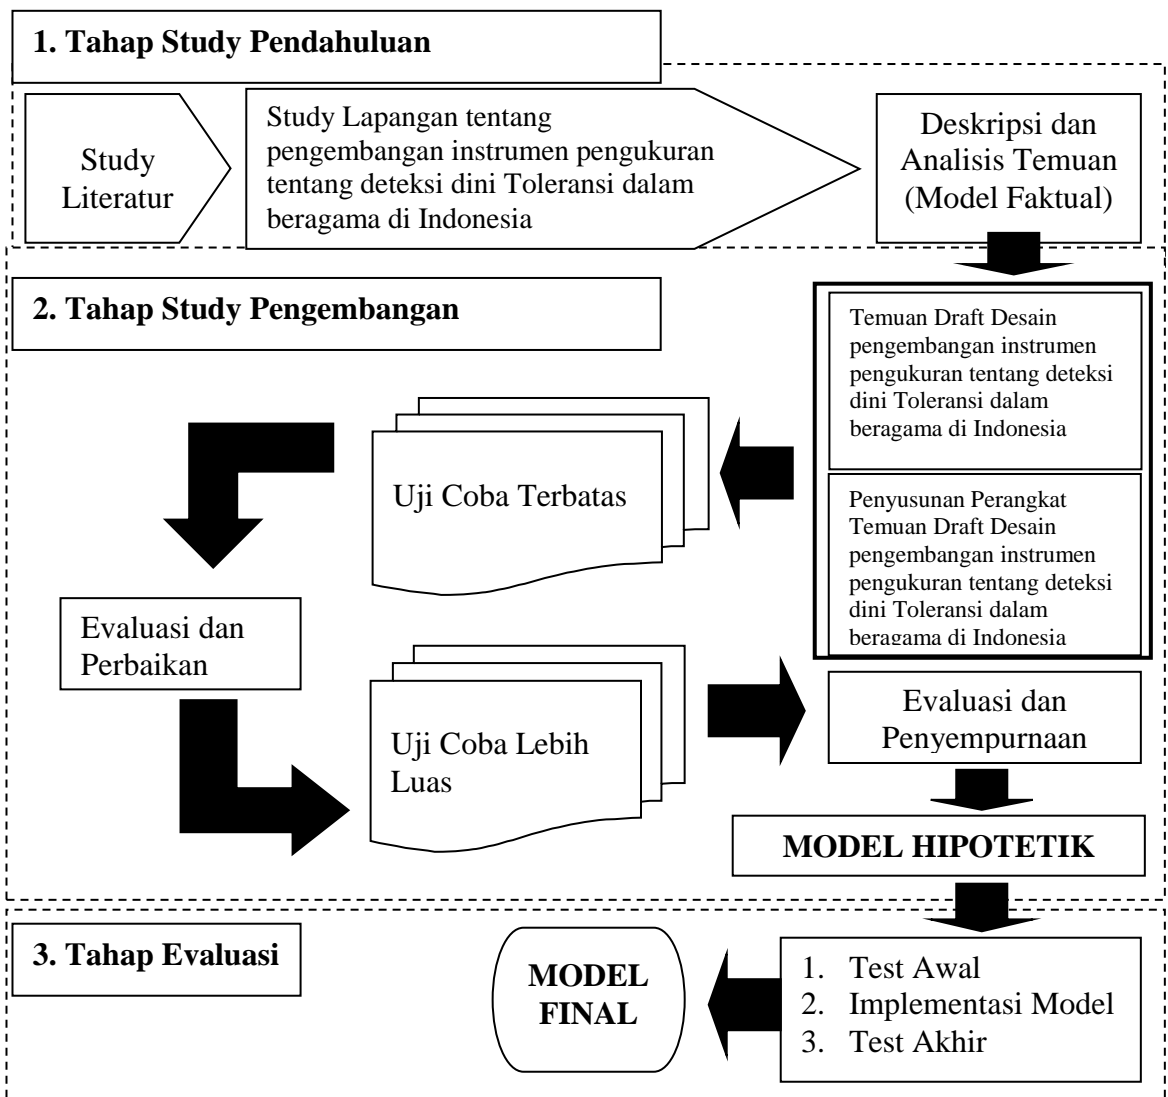 1. Tahap Study Pendahuluan
Study
Literatur
Study Lapangan tentang
pengembangan instrumen pengukuran
tentang deteksi dini Toleransi dalam
beragama di Indonesia
Deskripsi dan
Analisis Temuan
(Model Faktual)
2. Tahap Study Pengembangan
Temuan Draft Desain
pengembangan instrumen
pengukuran tentang deteksi
dini Toleransi dalam
beragama di Indonesia
Penyusunan Perangkat
Temuan Draft Desain
pengembangan instrumen
pengukuran tentang deteksi
dini Toleransi dalam
beragama di Indonesia
Uji Coba Terbatas
Evaluasi dan
Perbaikan
Uji Coba Lebih
Luas
Evaluasi dan
Penyempurnaan
MODEL HIPOTETIK
3. Tahap Evaluasi
1. Test Awal
2. Implementasi Model
3. Test Akhir
MODEL
FINAL